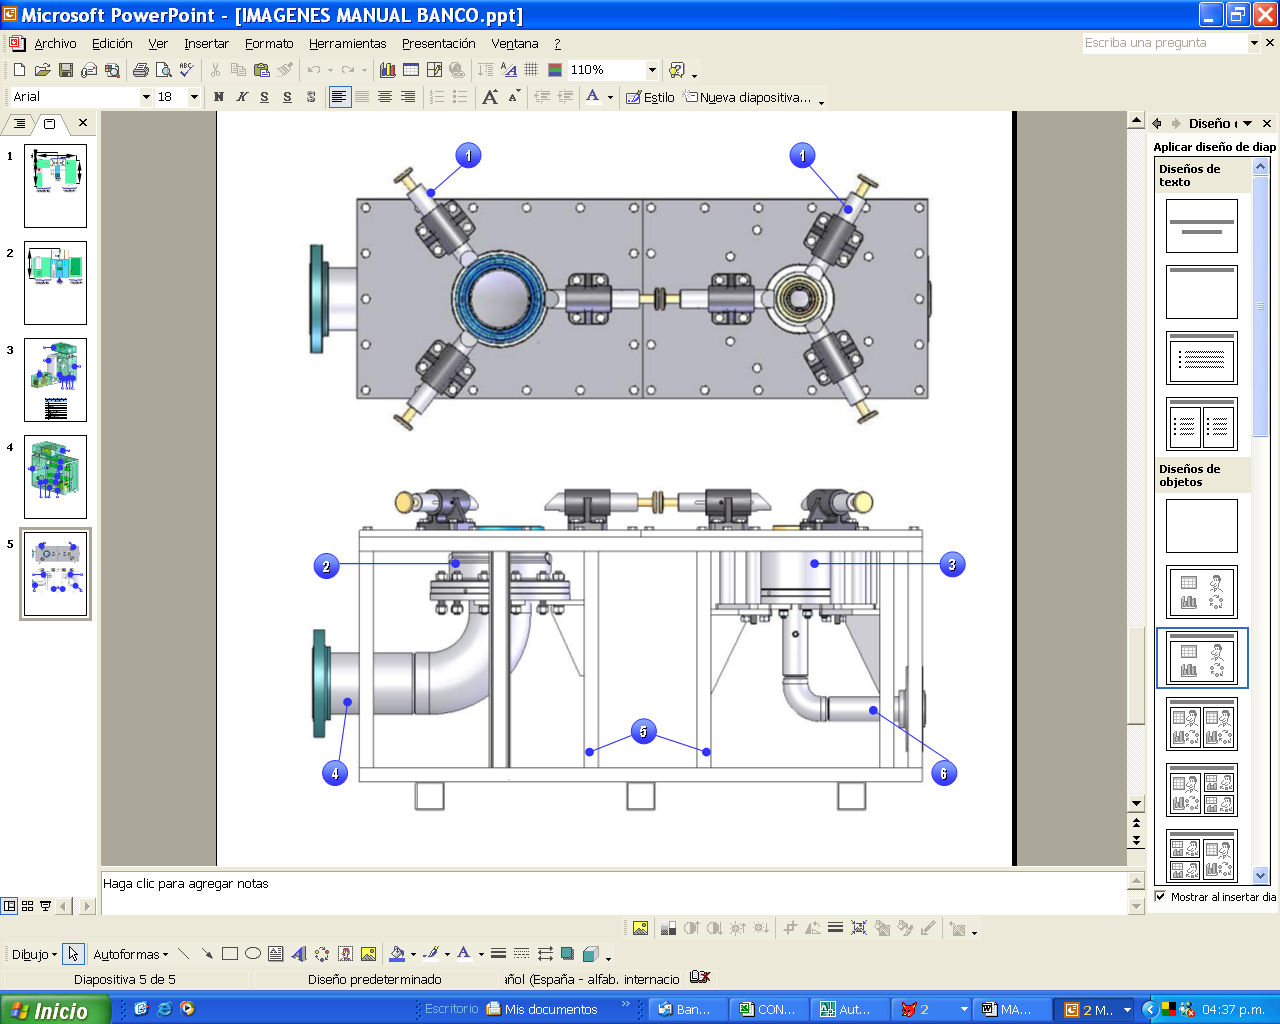 Microsoft PowerPoint - [IMAGENES MANUAL BANCO.ppt]
Archivo Edición Ver Insertar Formato Herramientas Presentación Ventana ? Escriba una pregunta
110%
Arial 18 N K S S Estilo Nueva diapositiva...
Diseño
Aplicar diseño de diap
Diseños de texto
Diseños de objetos
1
2
3
4
5
1 1
2 3
5
4 6
Haga clic para agregar notas
Mostrar al insertar dia
Dibujo Autoformas
Diapositiva 5 de 5 Diseño predeterminado añol (España - alfab. internacio
Inicio Escritorio Mis documentos » Ban... CON... Aut... 2 MA... 2 M.. 04:37 p.m.